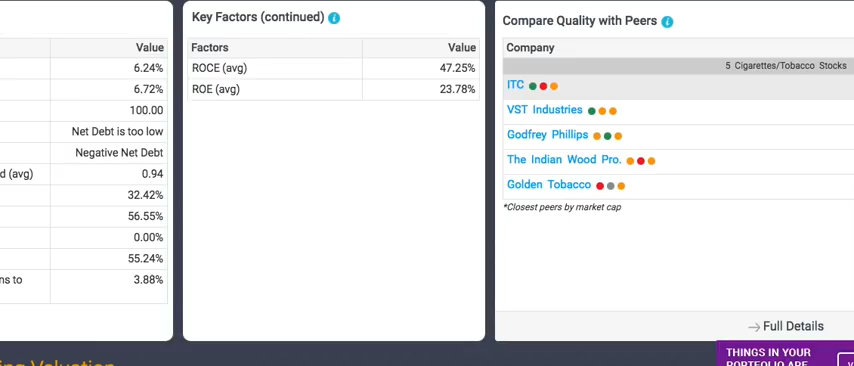 Value
6.24%
6.72%
100.00
Net Debt is too low
Negative Net Debt
d (avg) 0.94
32.42%
56.55%
0.00%
55.24%
ns to 3.88%
Key Factors (continued)
Factors Value
ROCE (avg) 47.25%
ROE (avg) 23.78%
Compare Quality with Peers
Company
5 Cigarettes/Tobacco Stocks
ITC
VST Industries
Godfrey Phillips
The Indian Wood Pro.
Golden Tobacco
*Closest peers by market cap
Full Details
ing Valuation
THINGS IN YOUR
PORTFOLIO ARE